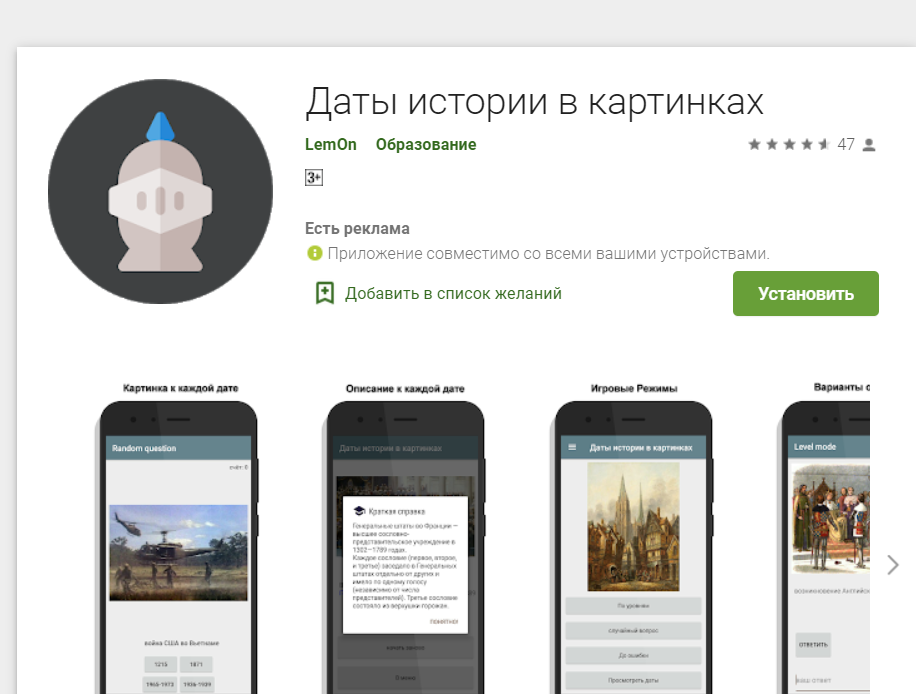 Даты истории в картинках
LemOn Образование
47
3+
Есть реклама
Приложение совместимо со всеми вашими устройствами.
Добавить в список желаний
Установить
Картинка к каждой дате
Описание к каждой дате
Игровые Режимы
Варианты о
Random question
счёт: 0
война США во Вьетнаме
1215 1871
1965-1973 1936-1939
Даты истории в картинках
Краткая справка
Генеральные штаты во Франции —
высшее сословно-
представительское учреждение в
1302—1789 годах.
Каждое сословие (первое, второе,
и третье) заседало в Генеральных
штатах отдельно от других и
имело по одному голосу
(независимо от числа
представителей). Третье сословие
состояло из верхушки горожан.
ПОНЯТНО!
Даты истории в картинках
По уровням
случайный вопрос
До ошибки
Просмотреть даты
Level mode
возникновение Английск
ОТВЕТИТЬ
ваш ответ